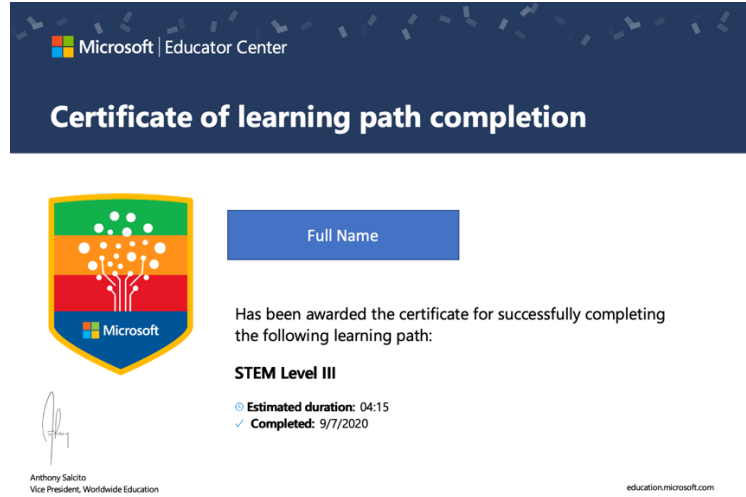 Microsoft | Educator Center
Certificate of learning path completion
Full Name
Microsoft
Has been awarded the certificate for successfully completing
the following learning path:
STEM Level III
Estimated duration: 04:15
Completed: 9/7/2020
Anthony Salcito
Vice President, Worldwide Education
education.microsoft.com